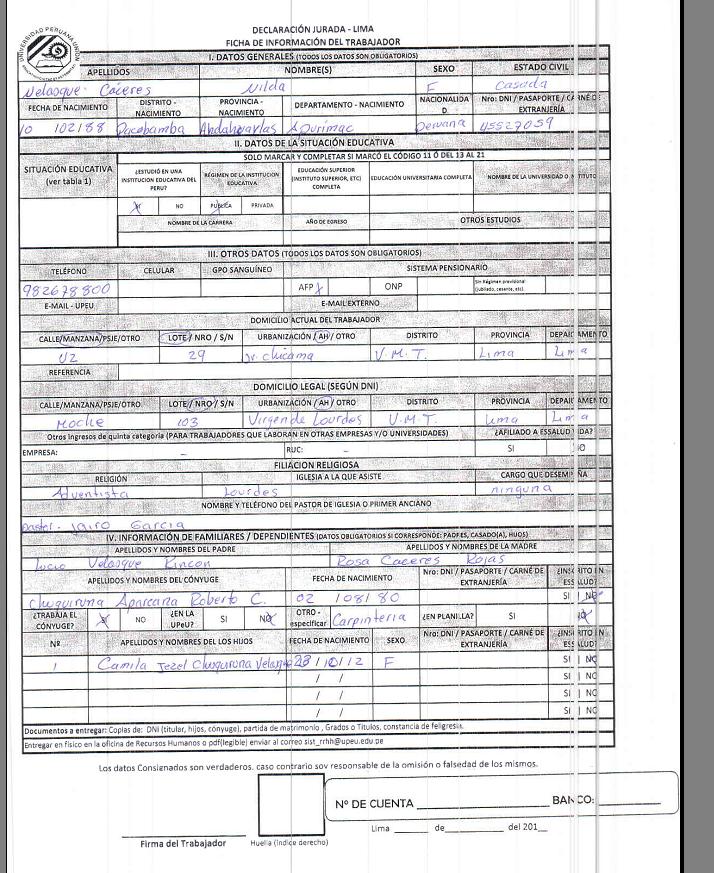 UNIVERSIDAD PERUANA UNION
DECLARACIÓN JURADA - LIMA
FICHA DE INFORMACIÓN DEL TRABAJADOR
I. DATOS GENERALES (TODOS LOS DATOS SON OBLIGATORIOS)
APELLIDOS NOMBRE(S) SEXO ESTADO CIVIL
Velasque Cáceres Nilda F Casada
FECHA DE NACIMIENTO DISTRITO - NACIMIENTO PROVINCIA - NACIMIENTO DEPARTAMENTO - NACIMIENTO NACIONALIDAD. Nro: DNI / PASAPORTE / CARNÉ DE EXTRANJERÍA
10 102188 Pacobamba Andahuaylas Apurimac peruana 45527059
II. DATOS DE LA SITUACIÓN EDUCATIVA
SITUACIÓN EDUCATIVA (ver tabla 1) SOLO MARCAR Y COMPLETAR SI MARCÓ EL CÓDIGO 11 Ó DEL 13 AL 21
¿ESTUDIÓ EN UNA INSTITUCION EDUCATIVA DEL PERU? RÉGIMEN DE LA INSTITUCION EDUCATIVA EDUCACIÓN SUPERIOR (INSTITUTO SUPERIOR, ETC) COMPLETA EDUCACIÓN UNIVERSITARIA COMPLETA NOMBRE DE LA UNIVERSIDAD O INSTITUTO
SI NO PUBLICA PRIVADA
NOMBRE DE LA CARRERA AÑO DE EGRESO OTROS ESTUDIOS
III. OTROS DATOS (TODOS LOS DATOS SON OBLIGATORIOS)
TELÉFONO CELULAR GPO SANGUÍNEO SISTEMA PENSIONARIO
982678800 AFP X ONP Sin Régimen previsional (jubilado, cesante, etc).
E-MAIL - UPEU E-MAIL EXTERNO
DOMICILIO ACTUAL DEL TRABAJADOR
CALLE/MANZANA/PSJE/OTRO LOTE / NRO / S/N URBANIZACIÓN / AH / OTRO DISTRITO PROVINCIA DEPARTAMENTO
U2 29 Jr. chicama V.M.T. Lima Lima
REFERENCIA
DOMICILIO LEGAL (SEGÚN DNI)
CALLE/MANZANA/PSJE/OTRO LOTE/ NRO/ S/N URBANIZACIÓN / AH / OTRO DISTRITO PROVINCIA DEPARTAMENTO
Moche 103 Virgen de Lourdes V.M.T Lima Lima
Otros Ingresos de quinta categoría (PARA TRABAJADORES QUE LABORAN EN OTRAS EMPRESAS Y/O UNIVERSIDADES) ¿AFILIADO A ESSALUD VIDA?
EMPRESA: - RUC: - SI NO
FILIACION RELIGIOSA
RELIGIÓN IGLESIA A LA QUE ASISTE CARGO QUE DESEMPEÑA
Adventista Lourdes ninguna
NOMBRE Y TELÉFONO DEL PASTOR DE IGLESIA O PRIMER ANCIANO
pastor. Jairo Garcia
IV. INFORMACIÓN DE FAMILIARES / DEPENDIENTES (DATOS OBLIGATORIOS SI CORRESPONDE: PADRES, CASADO(A), HIJOS)
APELLIDOS Y NOMBRES DEL PADRE APELLIDOS Y NOMBRES DE LA MADRE
Lucio Velasque Rincon Rosa Caceres Rojas
APELLIDOS Y NOMBRES DEL CÓNYUGE FECHA DE NACIMIENTO Nro: DNI / PASAPORTE / CARNÉ DE EXTRANJERÍA ¿INSCRITO EN ESSALUD?
Chuquiruna Aparcana Roberto C. 02 108180 SI NO
¿TRABAJA EL CÓNYUGE? SI NO ¿EN LA UPeU? SI NO OTRO - especificar Carpinteria ¿EN PLANILLA? SI NO
Nº APELLIDOS Y NOMBRES DE LOS HIJOS FECHA DE NACIMIENTO SEXO Nro: DNI / PASAPORTE / CARNÉ DE EXTRANJERÍA ¿INSCRITO EN ESSALUD?
1 Camila Jezel Chuquiruna Velasque 28/10/12 F SI NO
/ / SI NO
/ / SI NO
/ / SI NO
Documentos a entregar: Copias de: DNI (titular, hijos, cónyuge), partida de matrimonio , Grados o Titulos, constancia de feligresia.
Entregar en físico en la oficina de Recursos Humanos o pdf(legible) enviar al correo sist_rrhh@upeu.edu.pe
Los datos Consignados son verdaderos, caso contrario soy responsable de la omisión o falsedad de los mismos.
Nº DE CUENTA BANCO:
Lima de del 201_
Firma del Trabajador Huella (índice derecho)